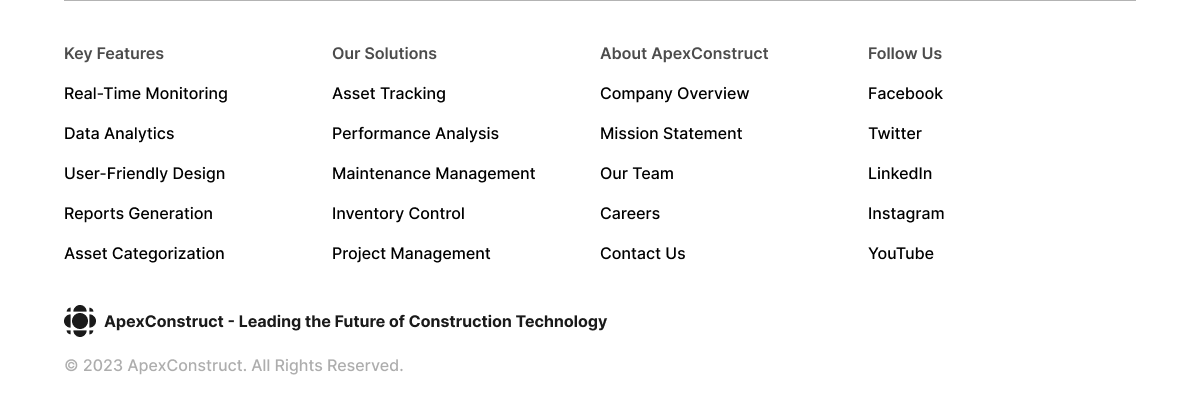 Key Features
Real-Time Monitoring
Data Analytics
User-Friendly Design
Reports Generation
Asset Categorization
Our Solutions
Asset Tracking
Performance Analysis
Maintenance Management
Inventory Control
Project Management
About ApexConstruct
Company Overview
Mission Statement
Our Team
Careers
Contact Us
Follow Us
Facebook
Twitter
LinkedIn
Instagram
YouTube
ApexConstruct - Leading the Future of Construction Technology
© 2023 ApexConstruct. All Rights Reserved.